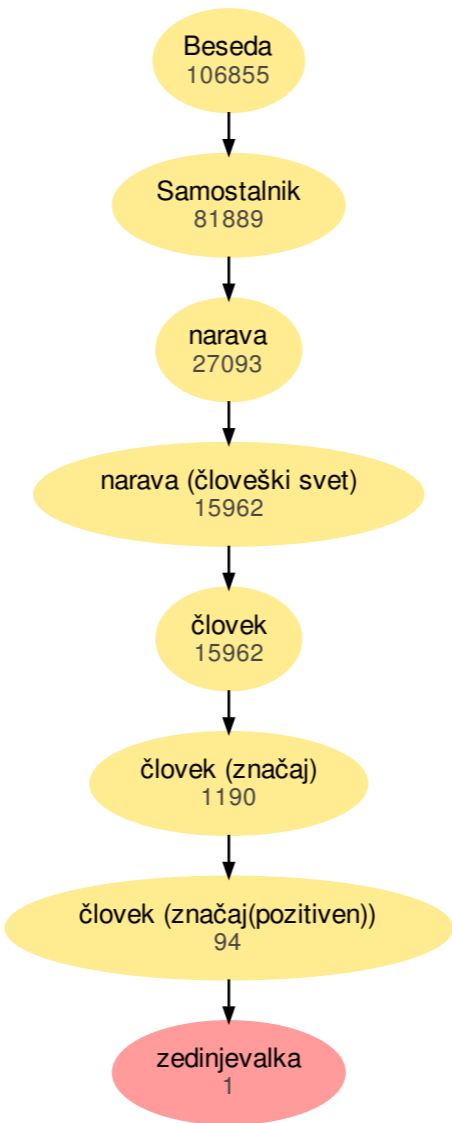 Beseda
106855
Samostalnik
81889
narava
27093
narava (človeški svet)
15962
človek
15962
človek (značaj)
1190
človek (značaj(pozitiven))
94
zedinjevalka
1